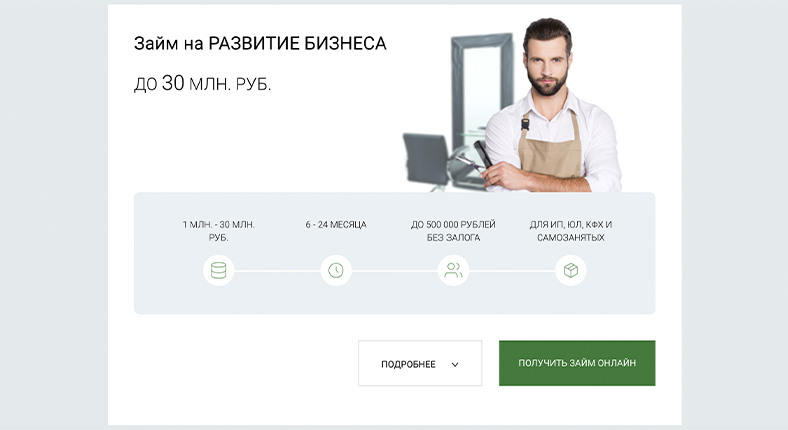 Займ на РАЗВИТИЕ БИЗНЕСА
ДО 30 МЛН. РУБ.
1 МЛН. - 30 МЛН.
РУБ.
6 - 24 МЕСЯЦА
ДО 500 000 РУБЛЕЙ
БЕЗ ЗАЛОГА
ДЛЯ ИП, ЮЛ, КФХ И
САМОЗАНЯТЫХ
ПОДРОБНЕЕ
ПОЛУЧИТЬ ЗАЙМ ОНЛАЙН